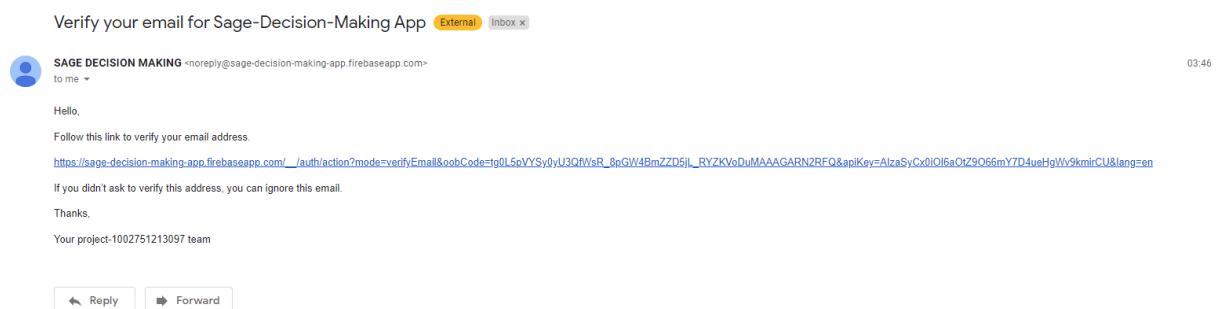 Verify your email for Sage-Decision-Making App External Inbox x
SAGE DECISION MAKING <noreply@sage-decision-making-app.firebaseapp.com> 03:46
to me
Hello,
Follow this link to verify your email address.
https://sage-decision-making-app.firebaseapp.com/__/auth/action?mode=verifyEmail&oobCode=tg0L5pVYSy0yU3QfWsR_8pGW4BmZZD5jL_RYZKVoDuMAAAGARN2RFQ&apiKey=AIzaSyCx0iOI6aOtZ9O66mY7D4ueHgWv9kmirCU&lang=en
If you didn't ask to verify this address, you can ignore this email.
Thanks,
Your project-1002751213097 team
Reply Forward